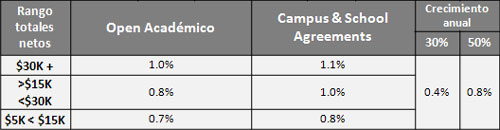 Rango totales netos | Open Académico | Campus & School Agreements | Crecimiento anual
30% | 50%
$30K + | 1.0% | 1.1% | 0.4% | 0.8%
>$15K <$30K | 0.8% | 1.0%
$5K < $15K | 0.7% | 0.8%